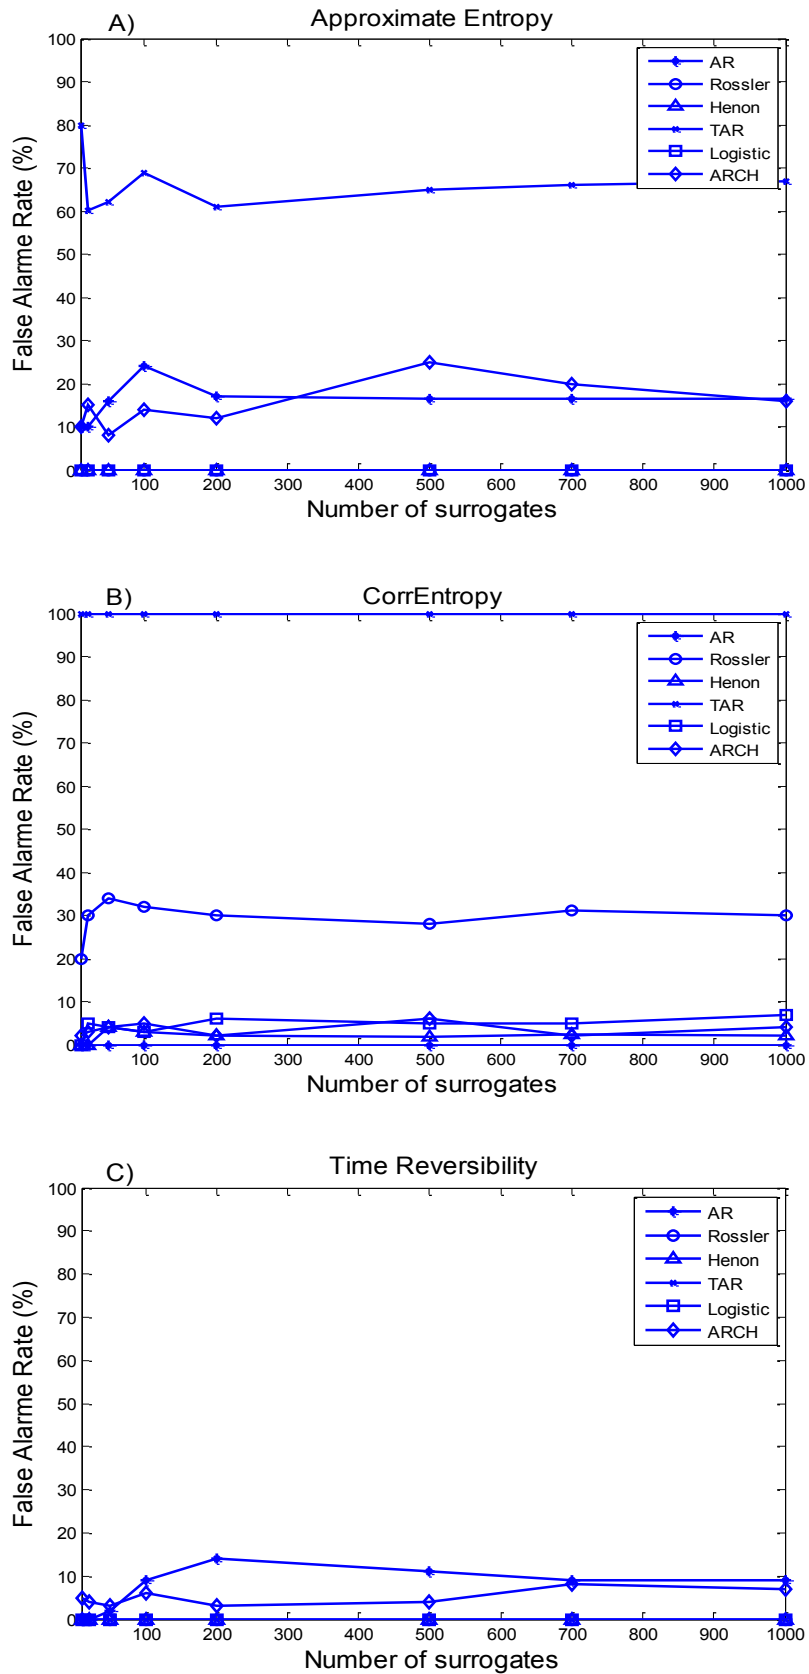 A)
Approximate Entropy
False Alarme Rate (%)
100
90
80
70
60
50
40
30
20
10
0
AR
Rossler
Henon
TAR
Logistic
ARCH
100 200 300 400 500 600 700 800 900 1000
Number of surrogates
B)
CorrEntropy
False Alarme Rate (%)
100
90
80
70
60
50
40
30
20
10
0
AR
Rossler
Henon
TAR
Logistic
ARCH
100 200 300 400 500 600 700 800 900 1000
Number of surrogates
C)
Time Reversibility
False Alarme Rate (%)
100
90
80
70
60
50
40
30
20
10
0
AR
Rossler
Henon
TAR
Logistic
ARCH
100 200 300 400 500 600 700 800 900 1000
Number of surrogates